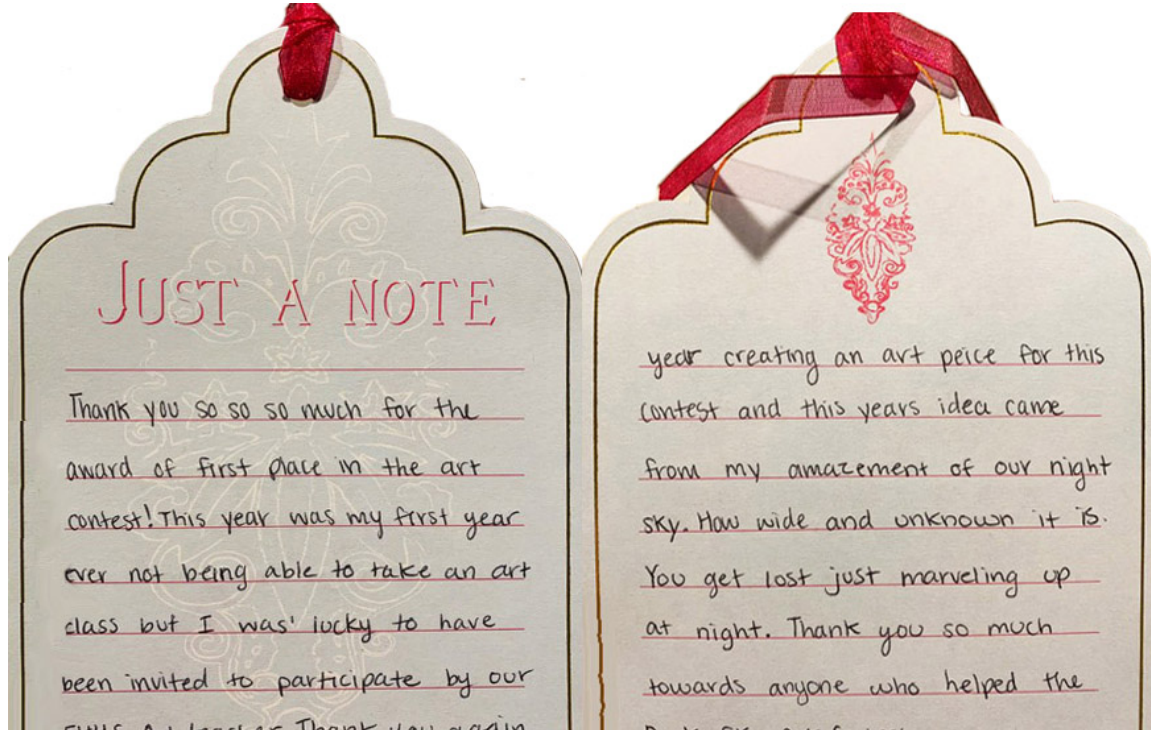 JUST A NOTE
Thank you so so so much for the
award of first place in the art
contest! This year was my first year
ever not being able to take an art
class but I was' lucky to have
been invited to participate by our
Thank you again
year creating an art peice for this
contest and this years idea came
from my amazement of our night
sky. How wide and unknown it is.
You get lost just marveling up
at night. Thank you so much
towards anyone who helped the